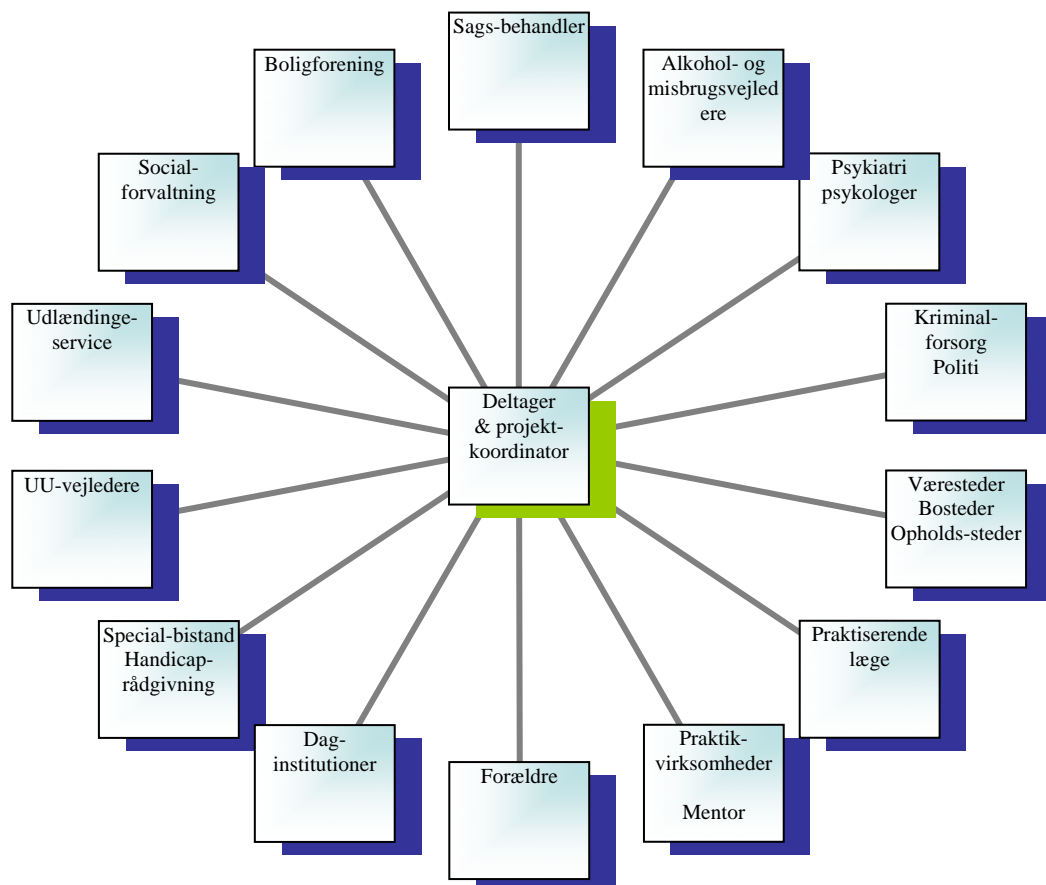 Sags-behandler
Alkohol- og
misbrugsvejled
ere
Psykiatri
psykologer
Kriminal-
forsorg
Politi
Væresteder
Bosteder
Opholds-steder
Praktiserende
læge
Praktik-
virksomheder
Mentor
Forældre
Dag-
institutioner
Special-bistand
Handicap-
rådgivning
UU-vejledere
Udlændinge-
service
Social-
forvaltning
Boligforening
Deltager
& projekt-
koordinator